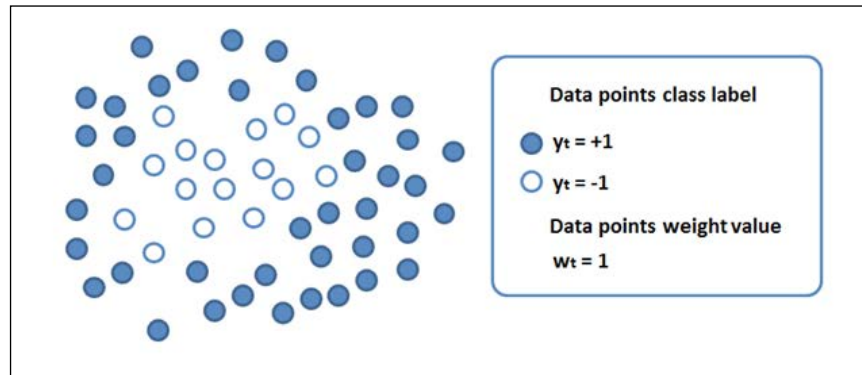 Data points class label
yt = +1
yt = -1
Data points weight value
wt = 1